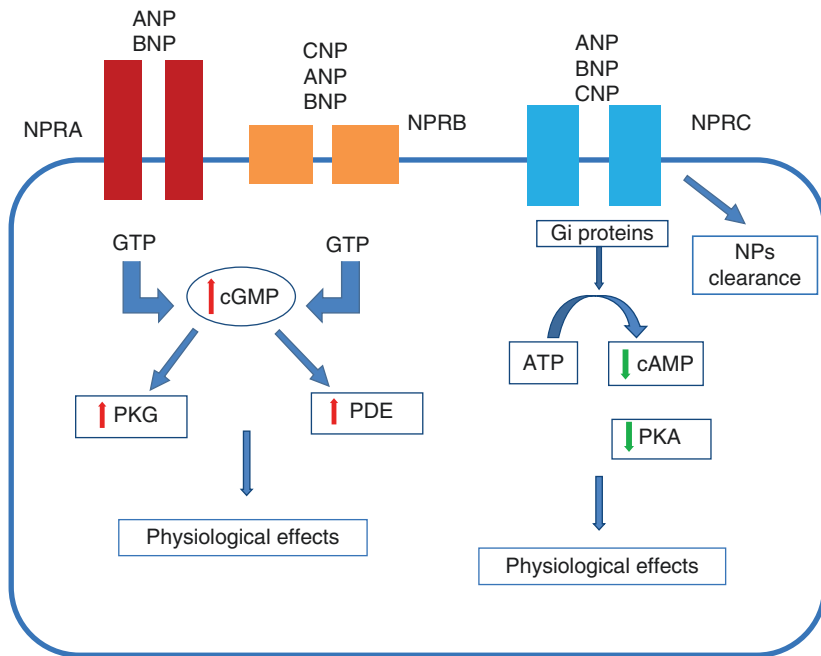 ANP
BNP
CNP
ANP
BNP
ANP
BNP
CNP
NPRA
NPRB
NPRC
GTP
GTP
cGMP
PKG
PDE
Physiological effects
Gi proteins
NPs
clearance
ATP
cAMP
PKA
Physiological effects